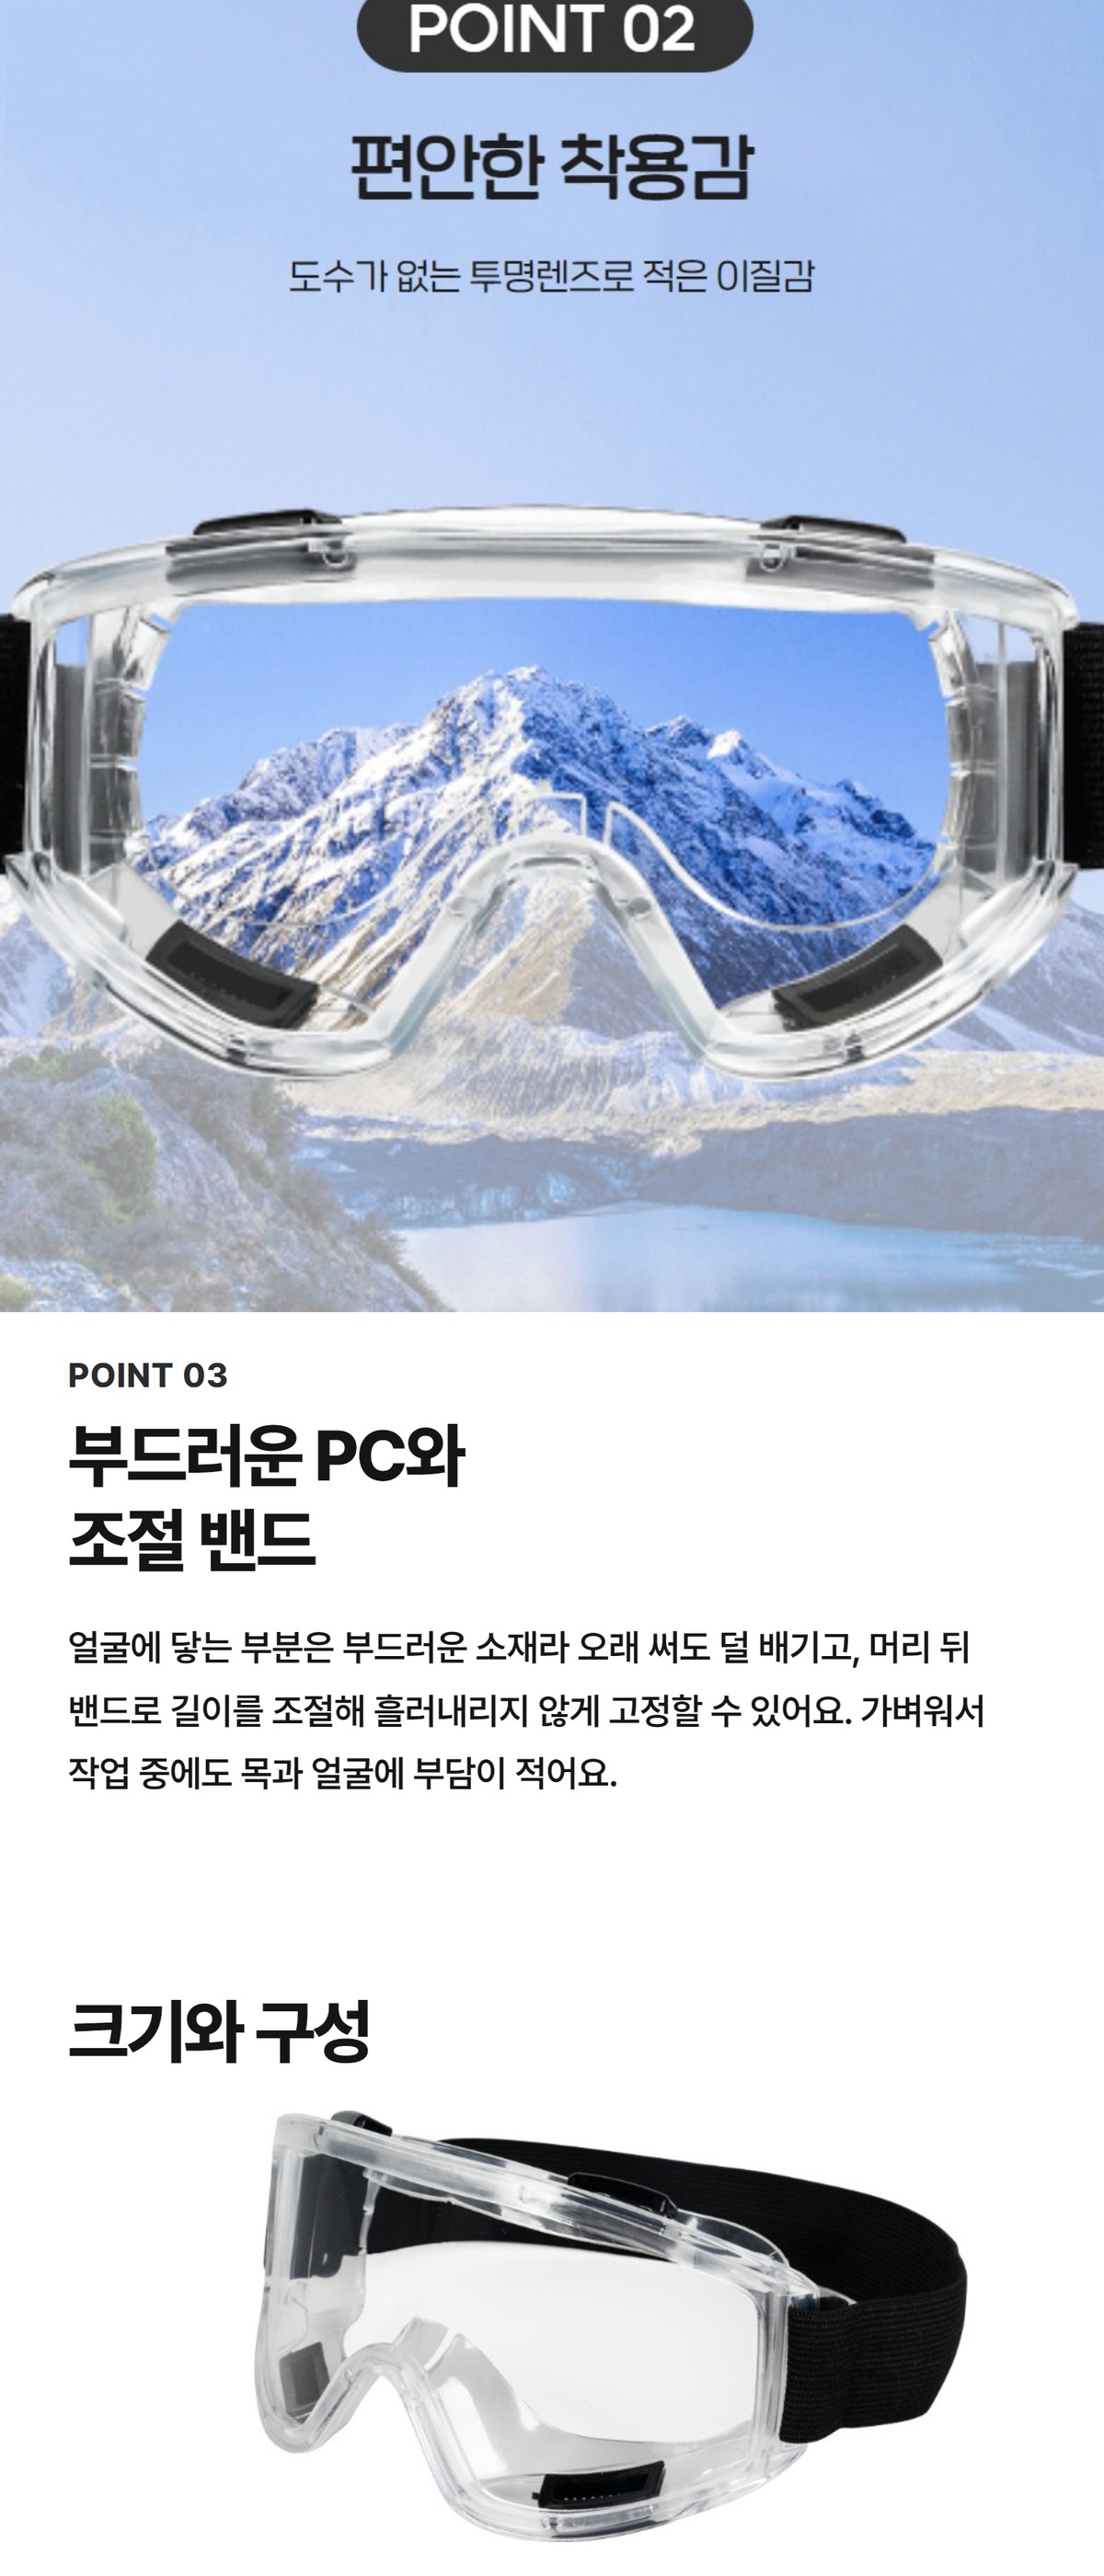 POINT 02
편안한 착용감
도수가 없는 투명렌즈로 적은 이질감
POINT 03
부드러운 PC와
조절 밴드
얼굴에 닿는 부분은 부드러운 소재라 오래 써도 덜 배기고, 머리 뒤
밴드로 길이를 조절해 흘러내리지 않게 고정할 수 있어요. 가벼워서
작업 중에도 목과 얼굴에 부담이 적어요.
크기와 구성